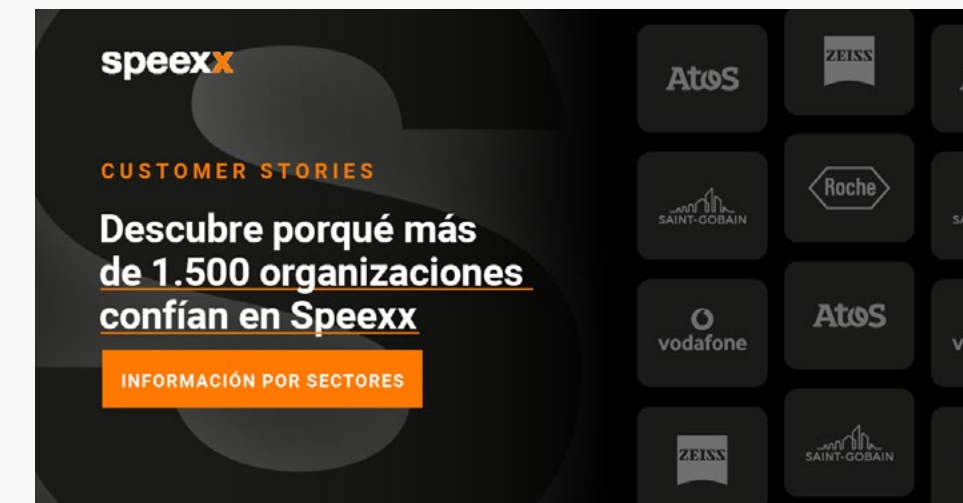 speexx
CUSTOMER STORIES
Descubre porqué más
de 1.500 organizaciones
confían en Speexx
INFORMACIÓN POR SECTORES
Atos
ZEISS
SAINT-GOBAIN
Roche
vodafone
Atos
ZEISS
SAINT-GOBAIN